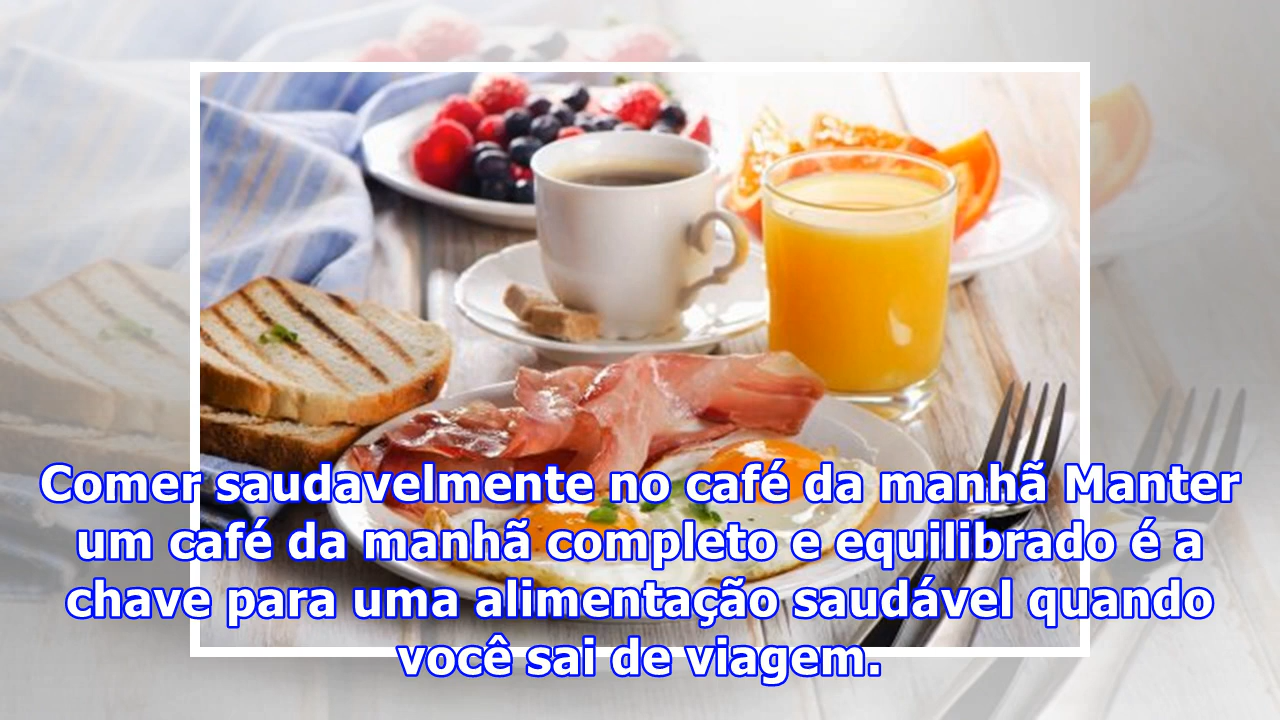 Comer saudavelmente no café da manhã Manter
um café da manhã completo e equilibrado é a
chave para uma alimentação saudável quando
você sai de viagem.